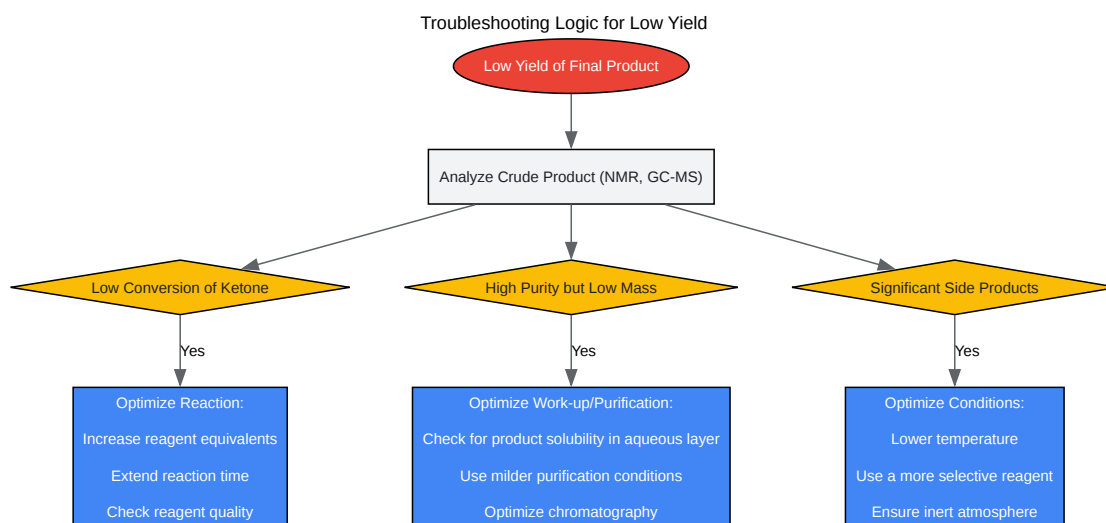 Troubleshooting Logic for Low Yield
Low Yield of Final Product
Analyze Crude Product (NMR, GC-MS)
Low Conversion of Ketone
High Purity but Low Mass
Significant Side Products
Yes
Yes
Yes
Optimize Reaction:
Increase reagent equivalents
Extend reaction time
Check reagent quality
Optimize Work-up/Purification:
Check for product solubility in aqueous layer
Use milder purification conditions
Optimize chromatography
Optimize Conditions:
Lower temperature
Use a more selective reagent
Ensure inert atmosphere